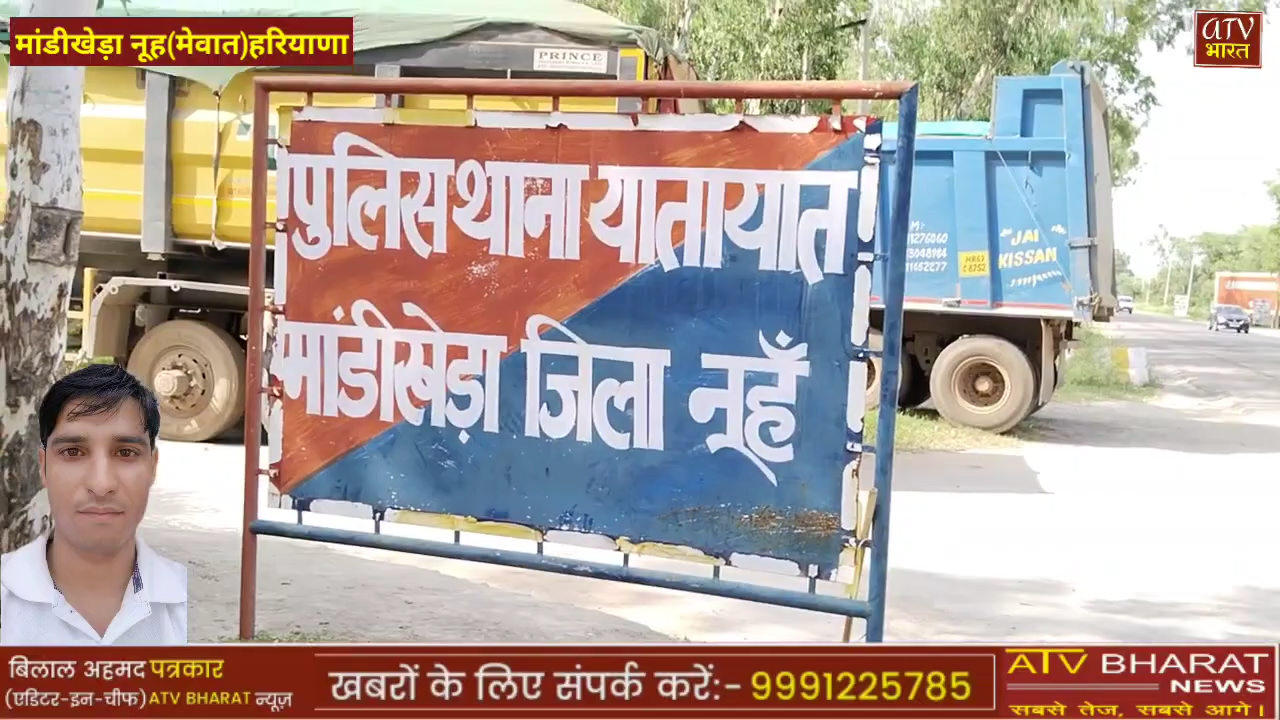 मांडीखेड़ा नूह(मेवात)हरियाणा
ATV
भारत
PRINCE
पुलिस थाना यातायात
मांडीखेड़ा जिला नूहँ
JAI
KISSAN
बिलाल अहमद पत्रकार
(एडिटर-इन-चीफ) ATV BHARAT न्यूज़
खबरों के लिए संपर्क करें:- 9991225785
ATV BHARAT
NEWS
सबसे तेज, सबसे आगे।